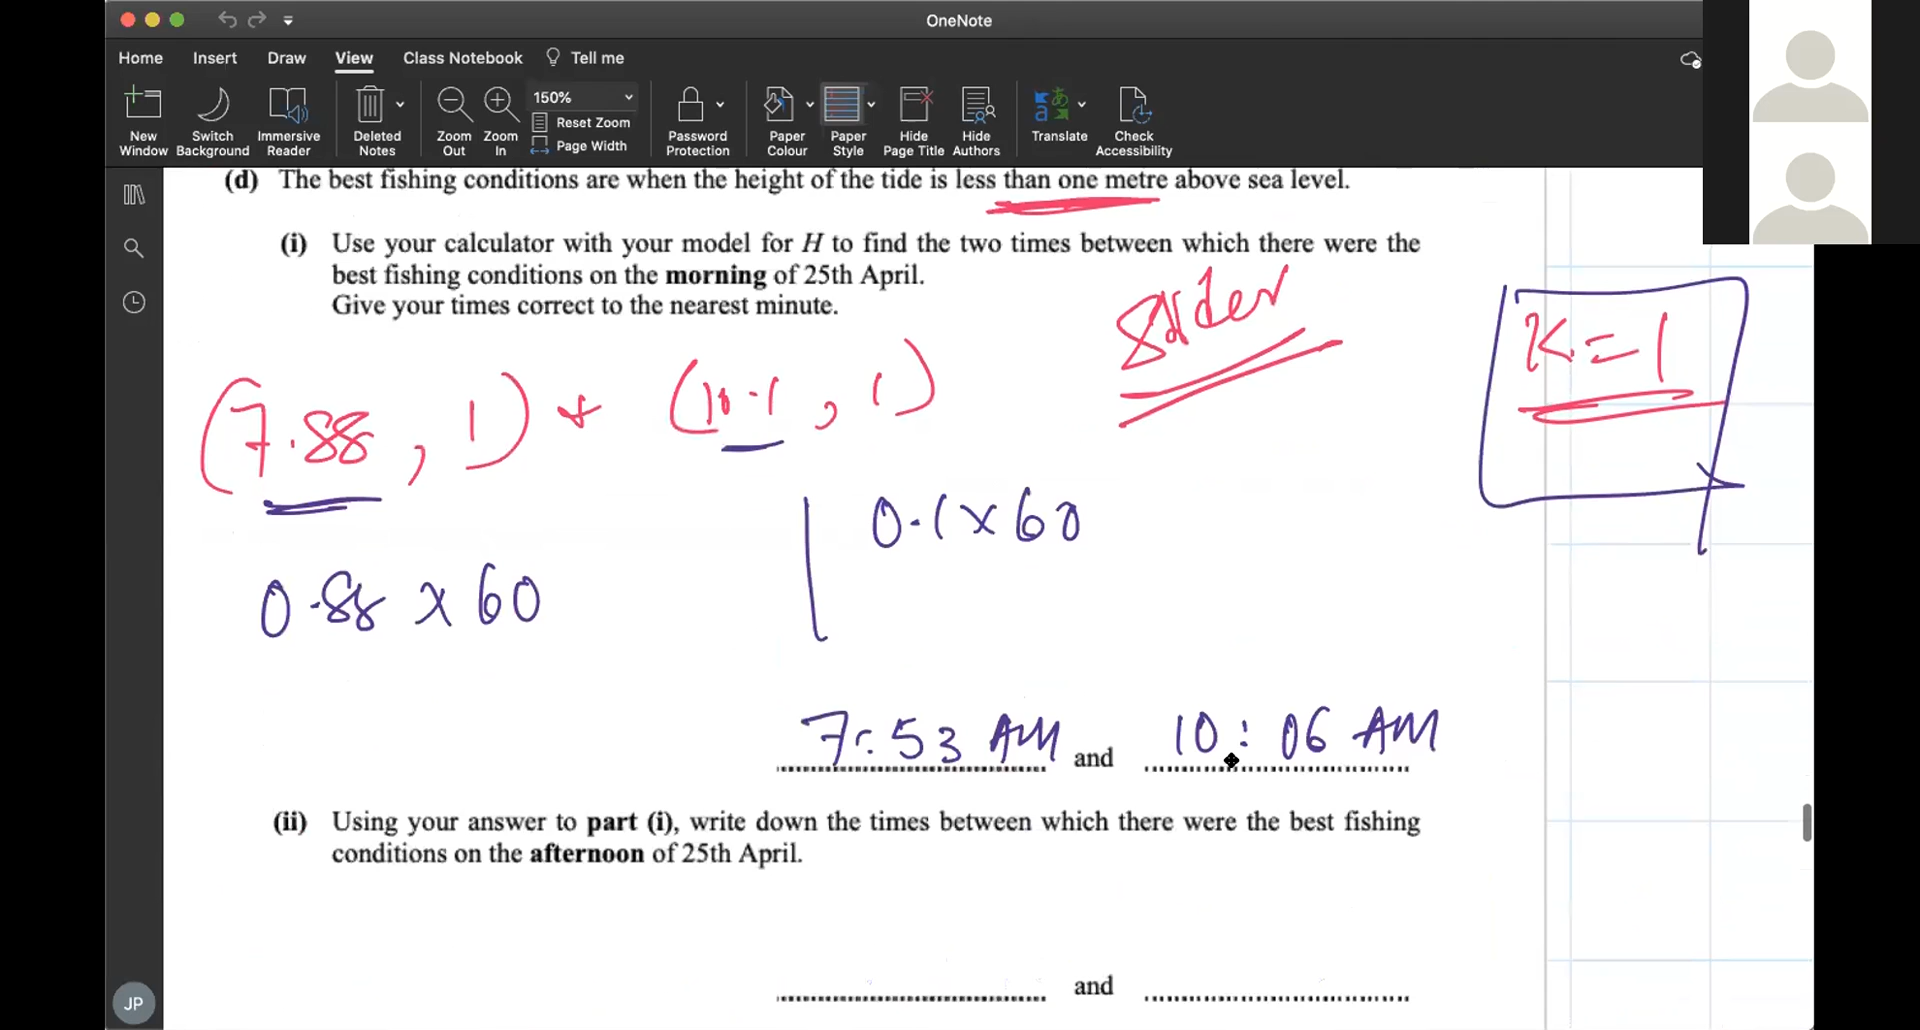 OneNote
Home Insert Draw View Class Notebook Tell me
New Window
Switch Background
Immersive Reader
Deleted Notes
Zoom Out
Zoom In
150%
Reset Zoom
Page Width
Password Protection
Paper Colour
Paper Style
Hide Page Title
Hide Authors
Translate
Check Accessibility
(d) The best fishing conditions are when the height of the tide is less than one metre above sea level.
(i) Use your calculator with your model for H to find the two times between which there were the
best fishing conditions on the morning of 25th April.
Give your times correct to the nearest minute.
Slider
K=1
(7.88, 1) & (10.1, 1)
0.1 x 60
0.88 x 60
7:53 AM and 10:06 AM
(ii) Using your answer to part (i), write down the times between which there were the best fishing
conditions on the afternoon of 25th April.
and
JP